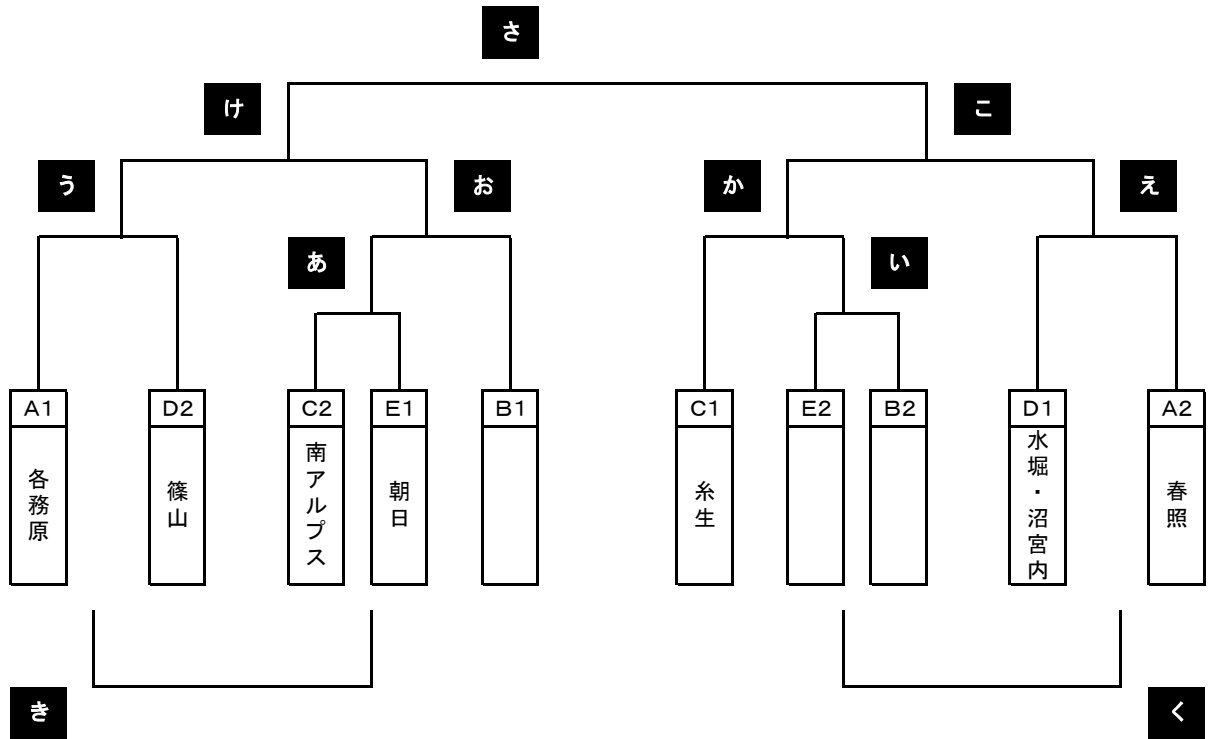 さ
け
こ
う
お
か
え
あ
い
A1
D2
C2
E1
B1
C1
E2
B2
D1
A2
各務原
篠山
南アルプス
朝日
糸生
水堀・沼宮内
春照
き
く